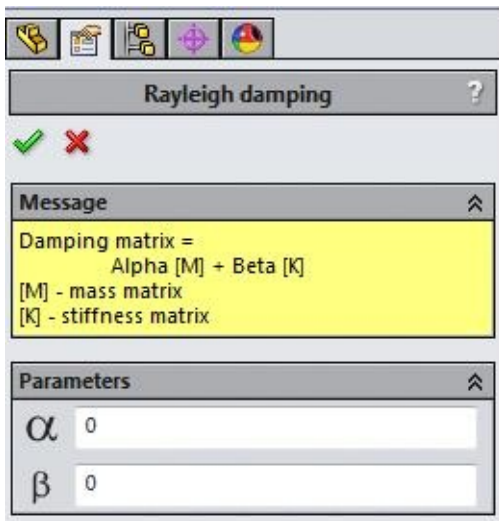 Rayleigh damping ?
Message
Damping matrix =
Alpha [M] + Beta [K]
[M] - mass matrix
[K] - stiffness matrix
Parameters
α 0
β 0